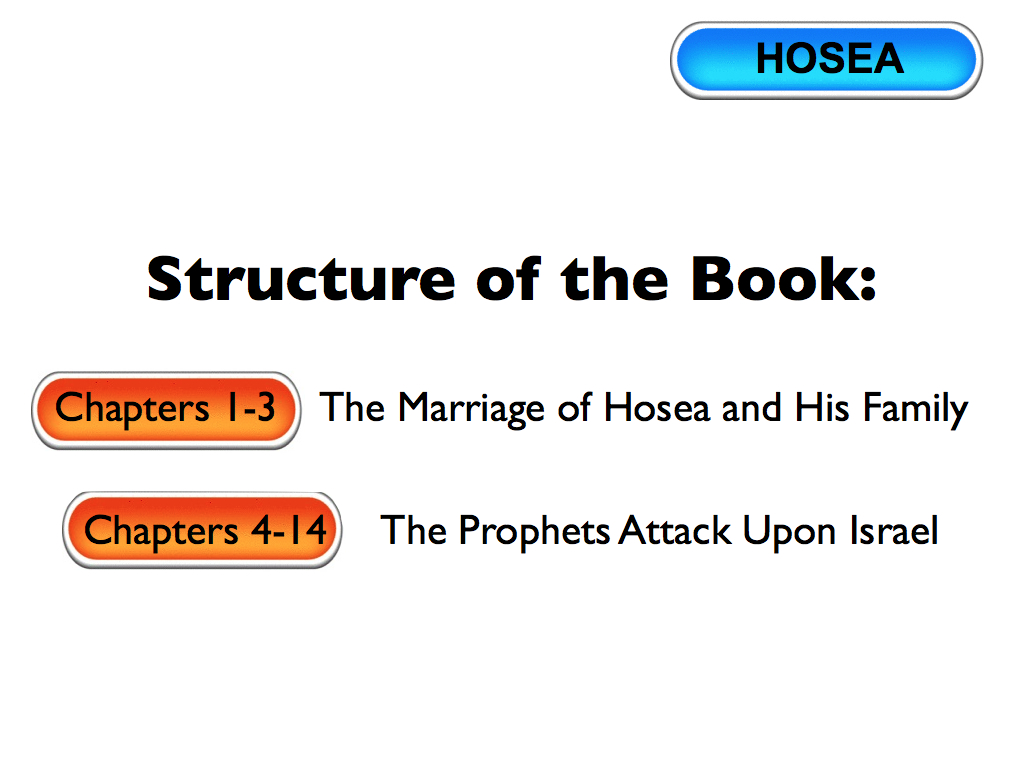 HOSEA
Structure of the Book:
Chapters 1-3 The Marriage of Hosea and His Family
Chapters 4-14 The Prophets Attack Upon Israel